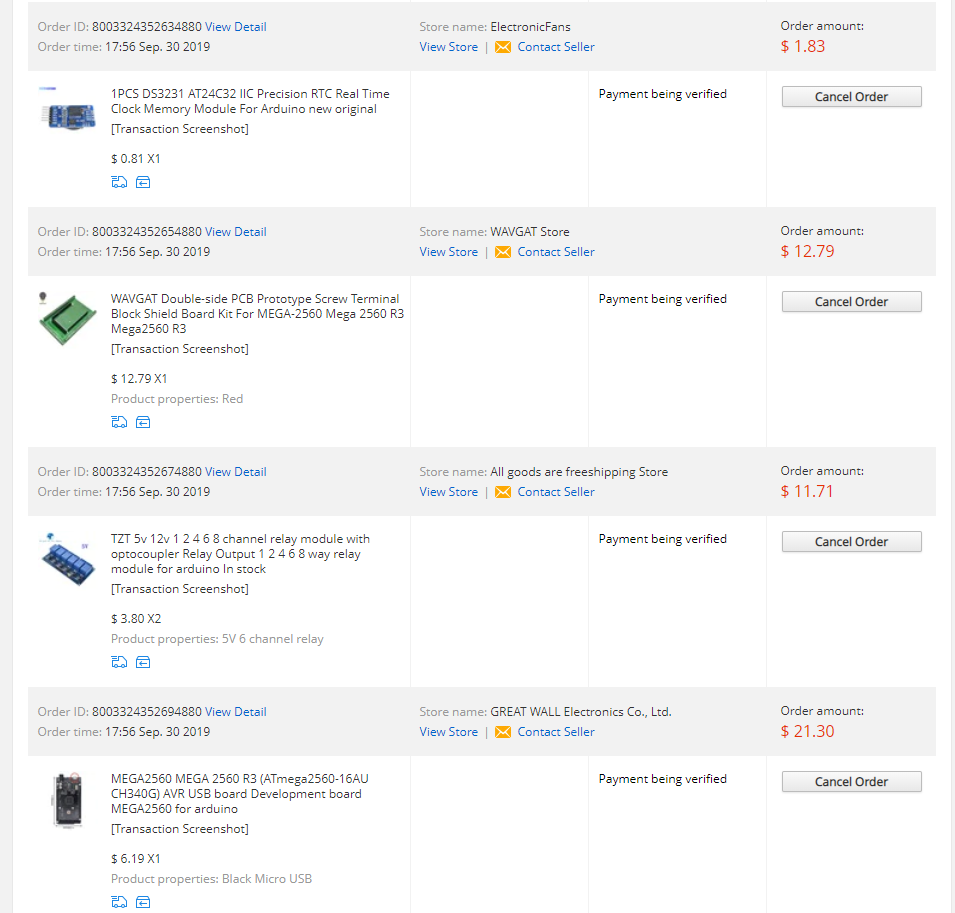 Order ID: 8003324352634880 View Detail
Store name: ElectronicFans
Order amount:
Order time: 17:56 Sep. 30 2019
View Store | Contact Seller
$ 1.83
1PCS DS3231 AT24C32 IIC Precision RTC Real Time
Clock Memory Module For Arduino new original
[Transaction Screenshot]
$ 0.81 X1
Payment being verified
Cancel Order
Order ID: 8003324352654880 View Detail
Store name: WAVGAT Store
Order amount:
Order time: 17:56 Sep. 30 2019
View Store | Contact Seller
$ 12.79
WAVGAT Double-side PCB Prototype Screw Terminal
Block Shield Board Kit For MEGA-2560 Mega 2560 R3
Mega2560 R3
[Transaction Screenshot]
$ 12.79 X1
Product properties: Red
Payment being verified
Cancel Order
Order ID: 8003324352674880 View Detail
Store name: All goods are freeshipping Store
Order amount:
Order time: 17:56 Sep. 30 2019
View Store | Contact Seller
$ 11.71
5V
TZT 5v 12v 1 2 4 6 8 channel relay module with
optocoupler Relay Output 1 2 4 6 8 way relay
module for arduino In stock
[Transaction Screenshot]
$ 3.80 X2
Product properties: 5V 6 channel relay
Payment being verified
Cancel Order
Order ID: 8003324352694880 View Detail
Store name: GREAT WALL Electronics Co., Ltd.
Order amount:
Order time: 17:56 Sep. 30 2019
View Store | Contact Seller
$ 21.30
MEGA2560 MEGA 2560 R3 (ATmega2560-16AU
CH340G) AVR USB board Development board
MEGA2560 for arduino
[Transaction Screenshot]
$ 6.19 X1
Product properties: Black Micro USB
Payment being verified
Cancel Order